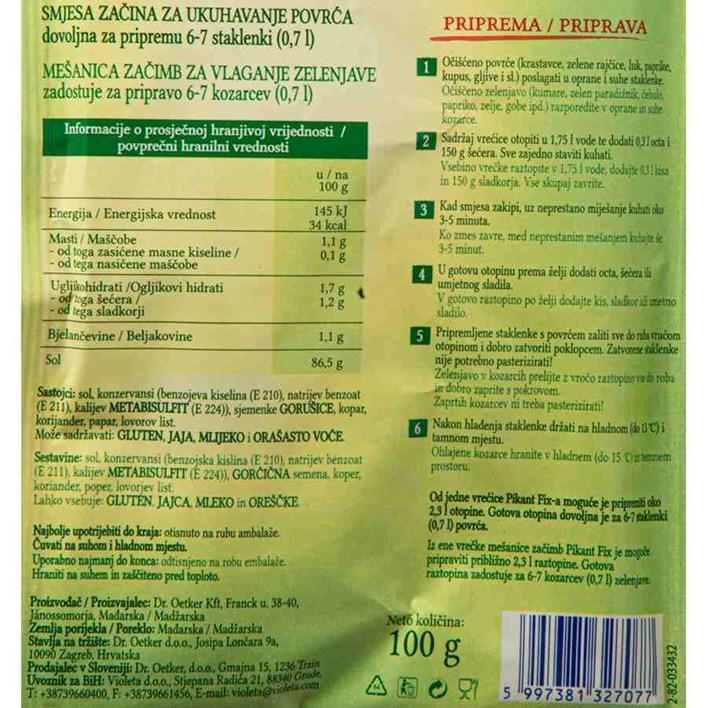 SMJESA ZAČINA ZA UKUHAVANJE POVRĆA
dovoljna za pripremu 6-7 staklenki (0,7 l)
MEŠANICA ZAČIMB ZA VLAGANJE ZELENJAVE
zadostuje za pripravo 6-7 kozarcev (0,7 l)
Informacije o prosječnoj hranjivoj vrijednosti /
povprečni hranilni vrednosti
u / na
100 g
Energija / Energijska vrednost 145 kJ
34 kcal
Masti / Maščobe 1,1 g
- od toga zasićene masne kiseline / 0,1 g
- od tega nasičene maščobe
Ugljikohidrati /Ogljikovi hidrati 1,7 g
- od toga šećera / 1,2 g
- od tega sladkorji
Bjelančevine / Beljakovine 1,1 g
Sol 86,5 g
Sastojci: sol, konzervansi (benzojeva kiselina (E 210), natrijev benzoat
(E 211), kalijev METABISULFIT (E 224)), sjemenke GORUŠICE, kopar,
korijander, papar, lovorov list.
Može sadržavati: GLUTEN, JAJA, MLIJEKO i ORAŠASTO VOĆE.
Sestavine: sol, konzervansi (benzojska kislina (E 210), natrijev benzoat
(E 211), kalijev METABISULFIT (E 224)), GORČIČNA semena, koper,
koriander, poper, lovorjev list.
Lahko vsebuje: GLUTEN, JAJCA, MLEKO in OREŠČKE.
Najbolje upotrijebiti do kraja: otisnuto na rubu ambalaže.
Čuvati na suhom i hladnom mjestu.
Uporabno najmanj do konca: odtisnjeno na robu embalaže.
Hraniti na suhem in zaščiteno pred toploto.
Proizvođač / Proizvajalec: Dr. Oetker Kft, Franck u. 38-40,
Jánossomorja, Mađarska / Madžarska
Zemlja porijekla / Poreklo: Mađarska / Madžarska
Stavlja na tržište: Dr. Oetker d.o.o., Josipa Lončara 9a,
10090 Zagreb, Hrvatska
Prodajalec v Sloveniji: Dr. Oetker, d.o.o., Gmajna 15, 1236 Trzin
Uvoznik za BiH: Violeta d.o.o., Stjepana Radića 21, 88340 Grude,
T: +38739660400, F: +38739661456, E-mail: violeta@violeta.com
PRIPREMA / PRIPRAVA
1 Očišćeno povrće (krastavce, zelene rajčice, luk, paprike,
kupus, gljive i sl.) poslagati u oprane i suhe staklenke.
Očiščeno zelenjavo (kumare, zelen paradižnik, čebulo,
papriko, zelje, gobe ipd.) razporedite v oprane in suhe
kozarce.
2 Sadržaj vrećice otopiti u 1,75 l vode te dodati 0,3 l octa i
150 g šećera. Sve zajedno staviti kuhati.
Vsebino vrečke raztopite v 1,75 l vode, dodajte 0,3 l kisa
in 150 g sladkorja. Vse skupaj zavrite.
3 Kad smjesa zakipi, uz neprestano miješanje kuhati oko
3-5 minuta.
Ko zmes zavre, med neprestanim mešanjem kuhajte še
3-5 minut.
4 U gotovu otopinu prema želji dodati octa, šećera ili
umjetnog sladila.
V gotovo raztopino po želji dodajte kis, sladkor ali umetno
sladilo.
5 Pripremljene staklenke s povrćem zaliti sve do ruba vrućom
otopinom i dobro zatvoriti poklopcem. Zatvorene staklenke
nije potrebno pasterizirati!
Zelenjavo v kozarcih prelijte z vročo raztopino vse do roba
in dobro zaprite s pokrovom.
Zaprtih kozarcev ni treba pasterizirati!
6 Nakon hlađenja staklenke držati na hladnom (do 15°C) i
tamnom mjestu.
Ohlajene kozarce hranite v hladnem (do 15 °C) in temnem
prostoru.
Od jedne vrećice Pikant Fix-a moguće je pripremiti oko
2,3 l otopine. Gotova otopina dovoljna je za 6-7 staklenki
(0,7 l) povrća.
Iz ene vrečke mešanice začimb Pikant Fix je mogoče
pripraviti približno 2,3 l raztopine. Gotova
raztopina zadostuje za 6-7 kozarcev (0,7 l) zelenjave.
Neto količina:
100 g
5 997381 327077
2-82-033432